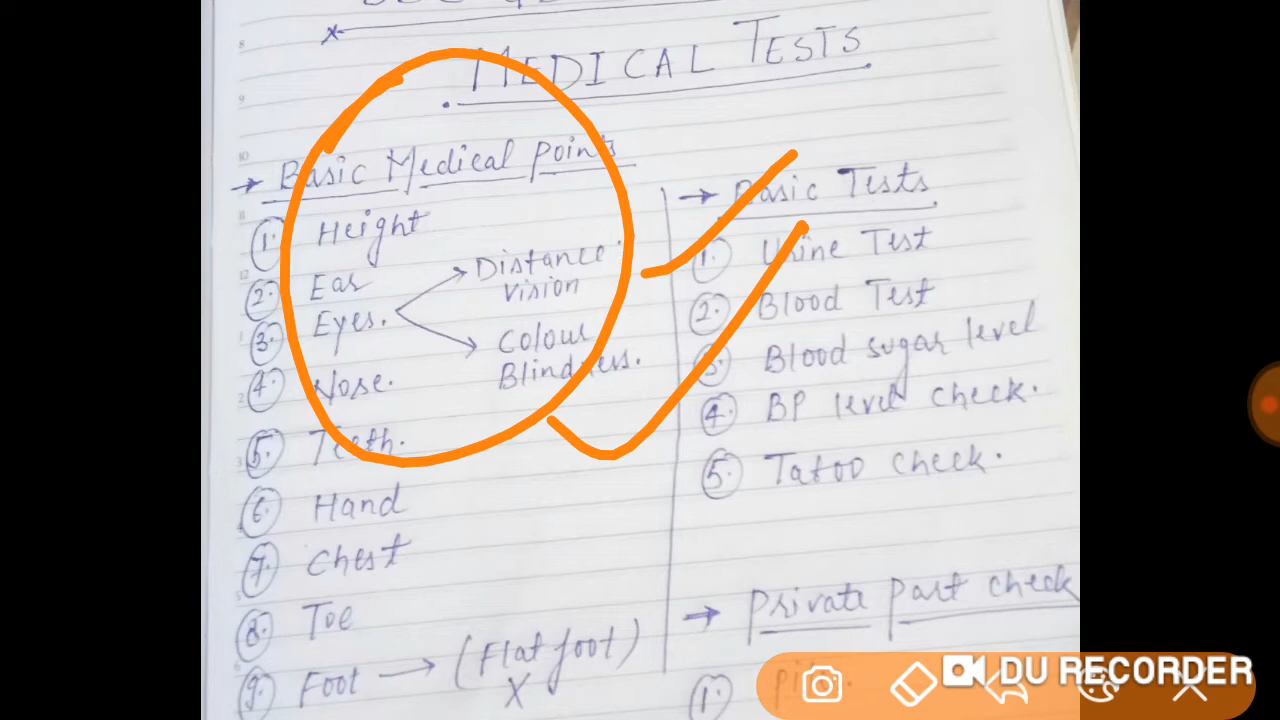 MEDICAL TESTS
→ Basic Medical Points
1. Height
2. Ear
3. Eyes. → Distance vision
→ Colour Blindness.
4. Nose.
5. Teeth.
6. Hand
7. Chest
8. Toe
9. Foot → (Flat foot)
X
→ Basic Tests
1. Urine Test
2. Blood Test
3. Blood sugar level
4. BP level check.
5. Tatoo check.
→ Private Part check
1.
DU RECORDER